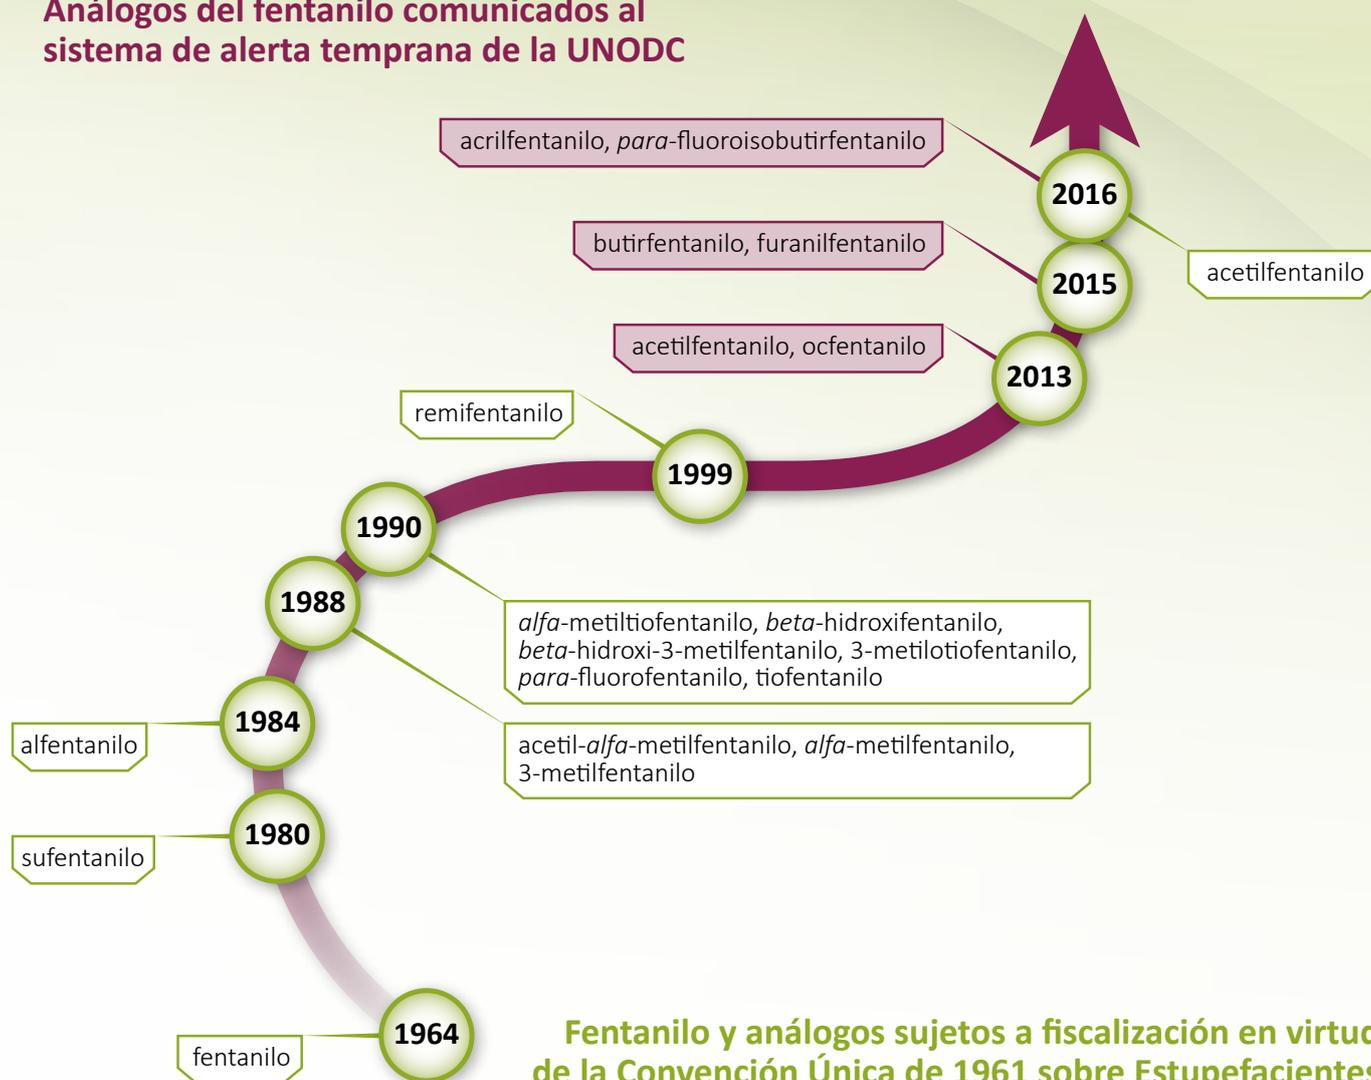 Análogos del fentanilo comunicados al
sistema de alerta temprana de la UNODC
acrilfentanilo, para-fluoroisobutirfentanilo
2016
butirfentanilo, furanilfentanilo
acetilfentanilo
2015
acetilfentanilo, ocfentanilo
2013
remifentanilo
1999
1990
1988
alfa-metiltiofentanilo, beta-hidroxifentanilo,
beta-hidroxi-3-metilfentanilo, 3-metilotiofentanilo,
para-fluorofentanilo, tiofentanilo
1984
alfentanilo
acetil-alfa-metilfentanilo, alfa-metilfentanilo,
3-metilfentanilo
1980
sufentanilo
1964
fentanilo
Fentanilo y análogos sujetos a fiscalización en virtud
de la Convención Única de 1961 sobre Estupefacientes